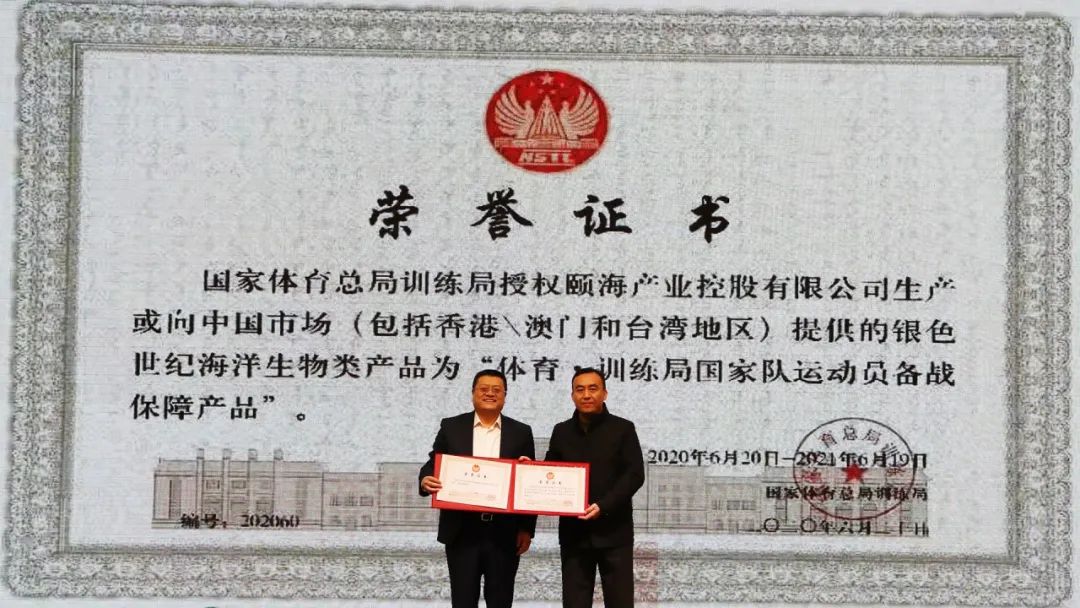 NSTC
荣誉证书
国家体育总局训练局授权颐海产业控股有限公司生产
或向中国市场（包括香港\澳门和台湾地区）提供的银色
世纪海洋生物类产品为“体育·训练局国家队运动员备战
保障产品”。
2020年6月20日—2021年6月19日
国家体育总局训练局
编号：202060